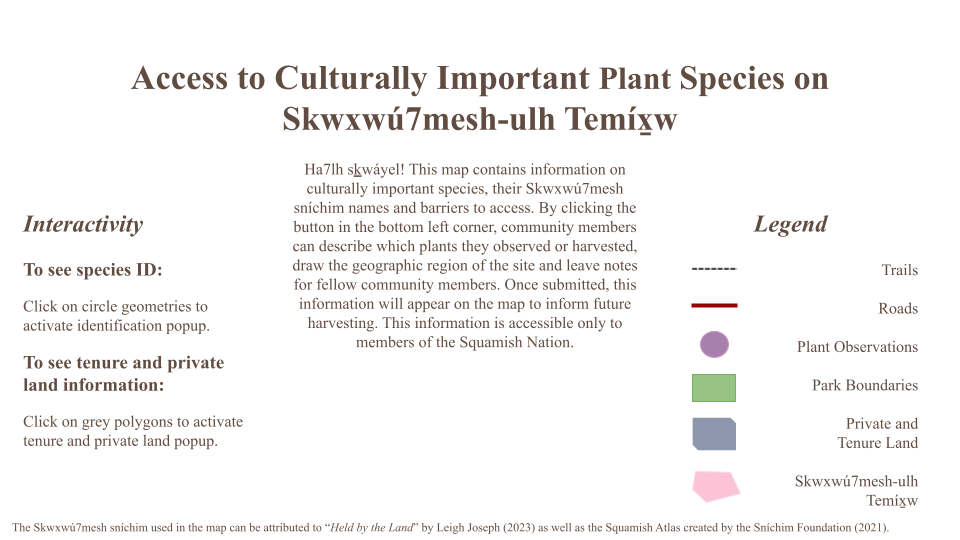 Access to Culturally Important Plant Species on
Skwxwú7mesh-ulh Temíx̱w
Ha7lh sḵwáyel! This map contains information on
culturally important species, their Skwxwú7mesh
sníchim names and barriers to access. By clicking the
button in the bottom left corner, community members
can describe which plants they observed or harvested,
draw the geographic region of the site and leave notes
for fellow community members. Once submitted, this
information will appear on the map to inform future
harvesting. This information is accessible only to
members of the Squamish Nation.
Interactivity
To see species ID:
Click on circle geometries to
activate identification popup.
To see tenure and private
land information:
Click on grey polygons to activate
tenure and private land popup.
Legend
Trails
Roads
Plant Observations
Park Boundaries
Private and
Tenure Land
Skwxwú7mesh-ulh
Temíx̱w
The Skwxwú7mesh sníchim used in the map can be attributed to “Held by the Land” by Leigh Joseph (2023) as well as the Squamish Atlas created by the Sníchim Foundation (2021).